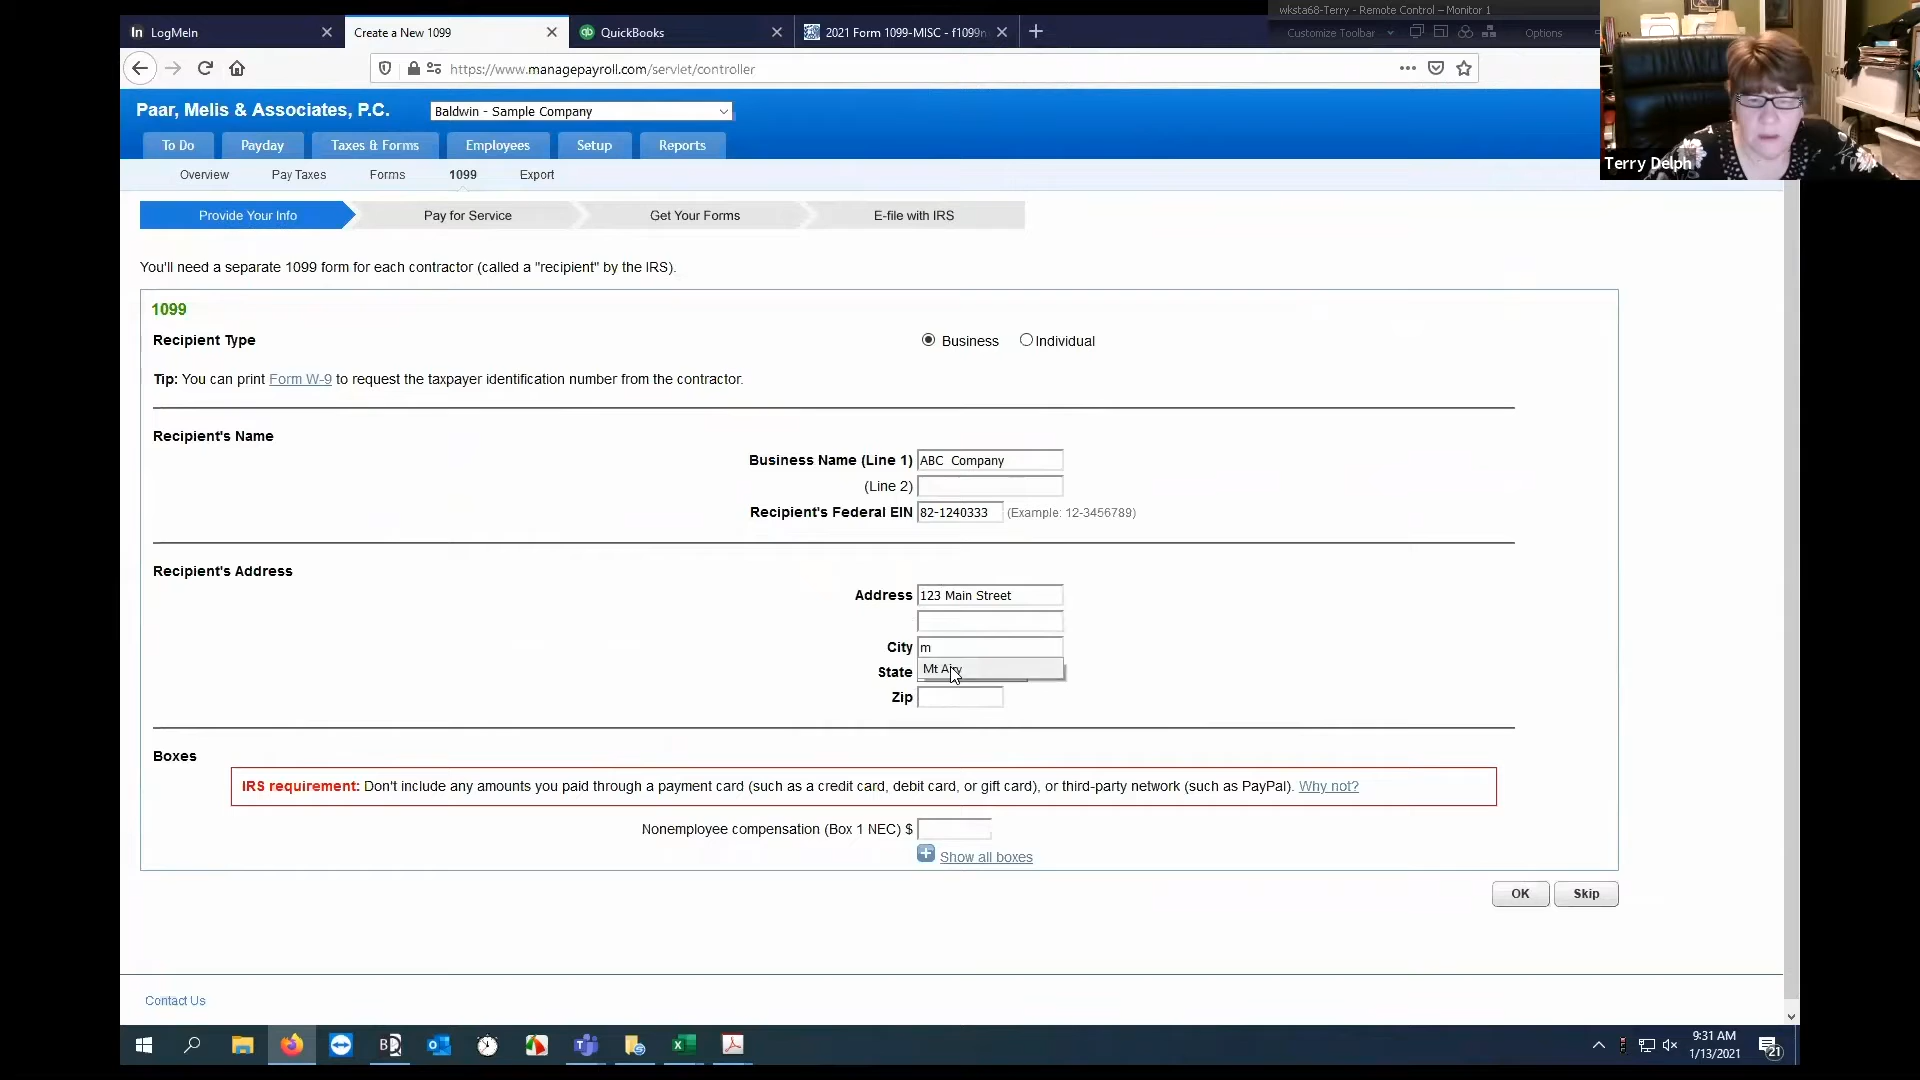 wksta68-Terry - Remote Control – Monitor 1
LogMeIn
Create a New 1099
QuickBooks
2021 Form 1099-MISC - f1099n
Customize Toolbar
Options
https://www.managepayroll.com/servlet/controller
Paar, Melis & Associates, P.C.
Baldwin - Sample Company
To Do
Payday
Taxes & Forms
Employees
Setup
Reports
Terry Delph
Overview
Pay Taxes
Forms
1099
Export
Provide Your Info
Pay for Service
Get Your Forms
E-file with IRS
You'll need a separate 1099 form for each contractor (called a "recipient" by the IRS).
1099
Recipient Type
Business
Individual
Tip: You can print Form W-9 to request the taxpayer identification number from the contractor.
Recipient's Name
Business Name (Line 1) ABC  Company
(Line 2)
Recipient's Federal EIN 82-1240333 (Example: 12-3456789)
Recipient's Address
Address 123 Main Street
City m
State Mt Airy
Zip
Boxes
IRS requirement: Don't include any amounts you paid through a payment card (such as a credit card, debit card, or gift card), or third-party network (such as PayPal). Why not?
Nonemployee compensation (Box 1 NEC) $
Show all boxes
OK
Skip
Contact Us
9:31 AM
1/13/2021
21